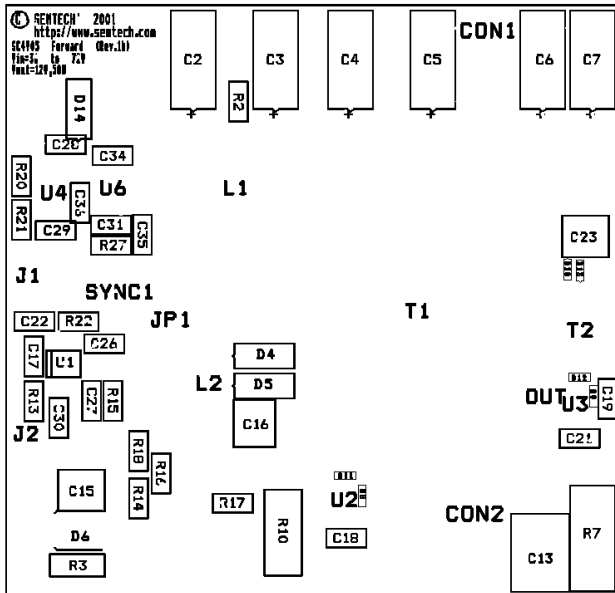 © SEMTECH 2001
http://www.semtech.com
Forward (Rev.1b)
C2
C3
C4
C5
CON1
C6
C7
R2
D14
C28
C34
R20
U4
C36
U6
L1
R21
C29
C31
R27
C35
C23
J1
SYNC1
JP1
T1
T2
C22
R22
C26
C17
U1
D4
L2
D5
R13
C30
C27
R15
C16
OUT
U3
C19
J2
C21
R18
R16
C15
R14
R17
R10
U2
CON2
C18
D6
R3
C13
R7